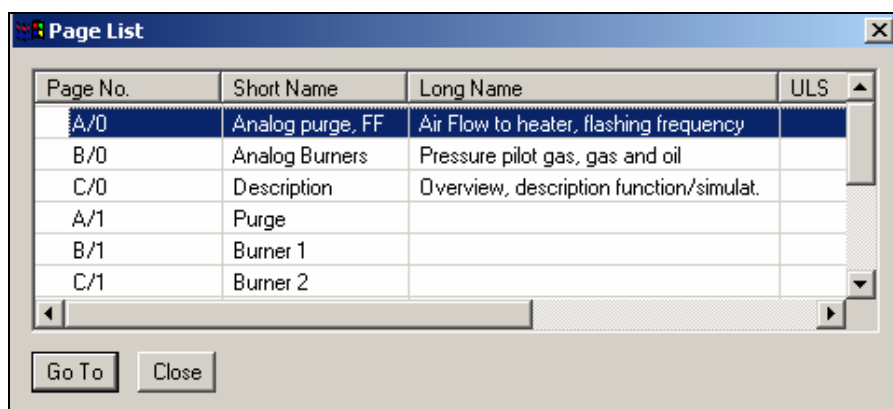 Page List
Page No. Short Name Long Name ULS
A/0 Analog purge, FF Air Flow to heater, flashing frequency
B/0 Analog Burners Pressure pilot gas, gas and oil
C/0 Description Overview, description function/simulat.
A/1 Purge
B/1 Burner 1
C/1 Burner 2
Go To Close